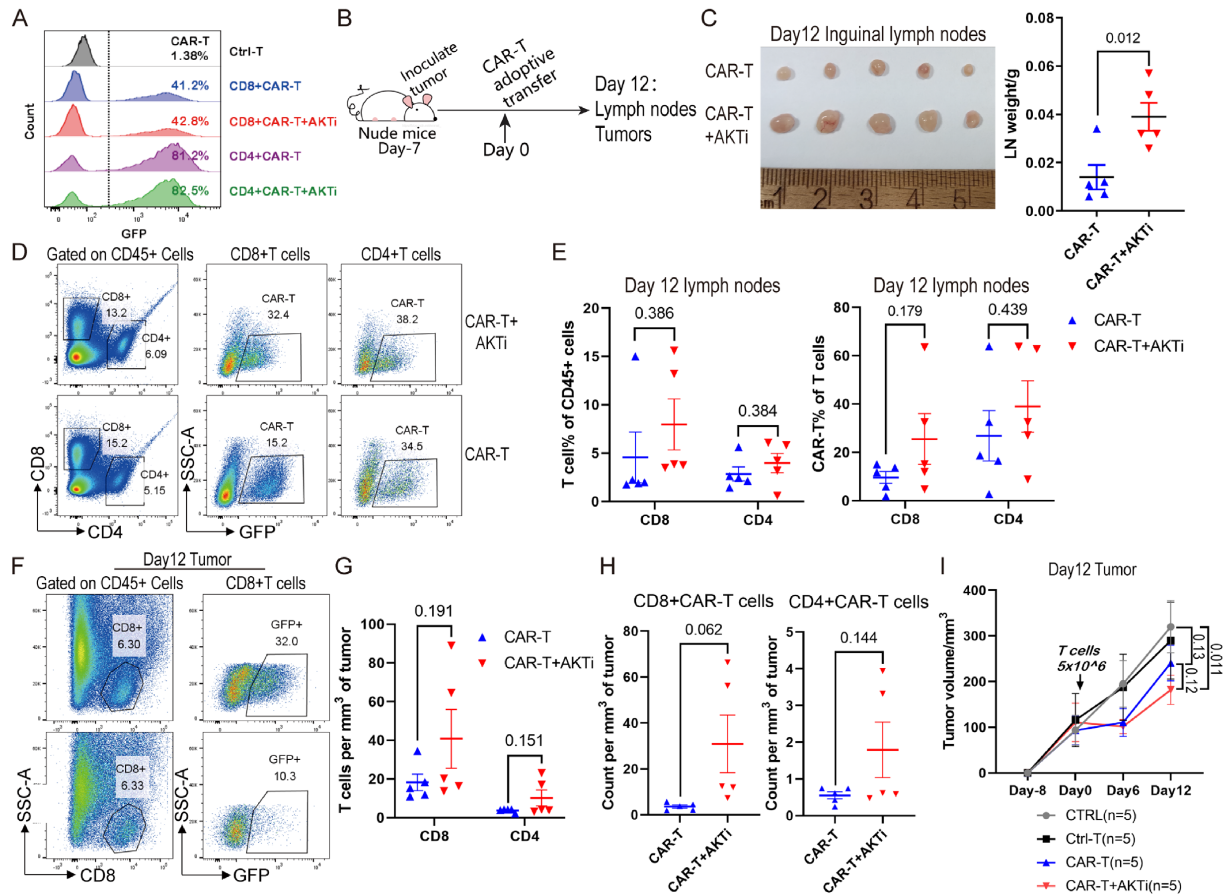 A
CAR-T
1.38%
Ctrl-T
41.2%
CD8+CAR-T
42.8%
CD8+CAR-T+AKTi
81.2%
CD4+CAR-T
82.5%
CD4+CAR-T+AKTi
Count
0
10^2
10^4
GFP
B
Inoculate
tumor
CAR-T
adoptive
transfer
Nude mice
Day-7
Day 0
Day 12:
Lymph nodes
Tumors
C
Day12 Inguinal lymph nodes
CAR-T
CAR-T
+AKTi
1 2 3 4 5
LN weight/g
0.08
0.06
0.04
0.02
0.00
0.012
CAR-T
CAR-T+AKTi
D
Gated on CD45+ Cells
CD8+T cells
CD4+T cells
CD8+
13.2
CD4+
6.09
CAR-T
32.4
CAR-T
38.2
CAR-T+
AKTi
CD8+
15.2
CD4+
5.15
CAR-T
15.2
CAR-T
34.5
CAR-T
CD8
CD4
SSC-A
GFP
E
Day 12 lymph nodes
T cell% of CD45+ cells
20
15
10
5
0
0.386
0.384
CD8
CD4
Day 12 lymph nodes
CAR-T% of T cells
80
60
40
20
0
0.179
0.439
CD8
CD4
CAR-T
CAR-T+AKTi
F
Day12 Tumor
Gated on CD45+ Cells
CD8+T cells
CD8+
6.30
GFP+
32.0
CD8+
6.33
GFP+
10.3
SSC-A
CD8
SSC-A
GFP
G
T cells per mm³ of tumor
100
80
60
40
20
0
0.191
0.151
CD8
CD4
CAR-T
CAR-T+AKTi
H
CD8+CAR-T cells
Count per mm³ of tumor
80
60
40
20
0
0.062
CAR-T
CAR-T+AKTi
CD4+CAR-T cells
Count per mm³ of tumor
5
4
3
2
1
0
0.144
CAR-T
CAR-T+AKTi
I
Day12 Tumor
Tumor volume/mm³
400
300
200
100
0
T cells
5x10^6
0.13
0.12
0.011
Day-8
Day0
Day6
Day12
CTRL(n=5)
Ctrl-T(n=5)
CAR-T(n=5)
CAR-T+AKTi(n=5)